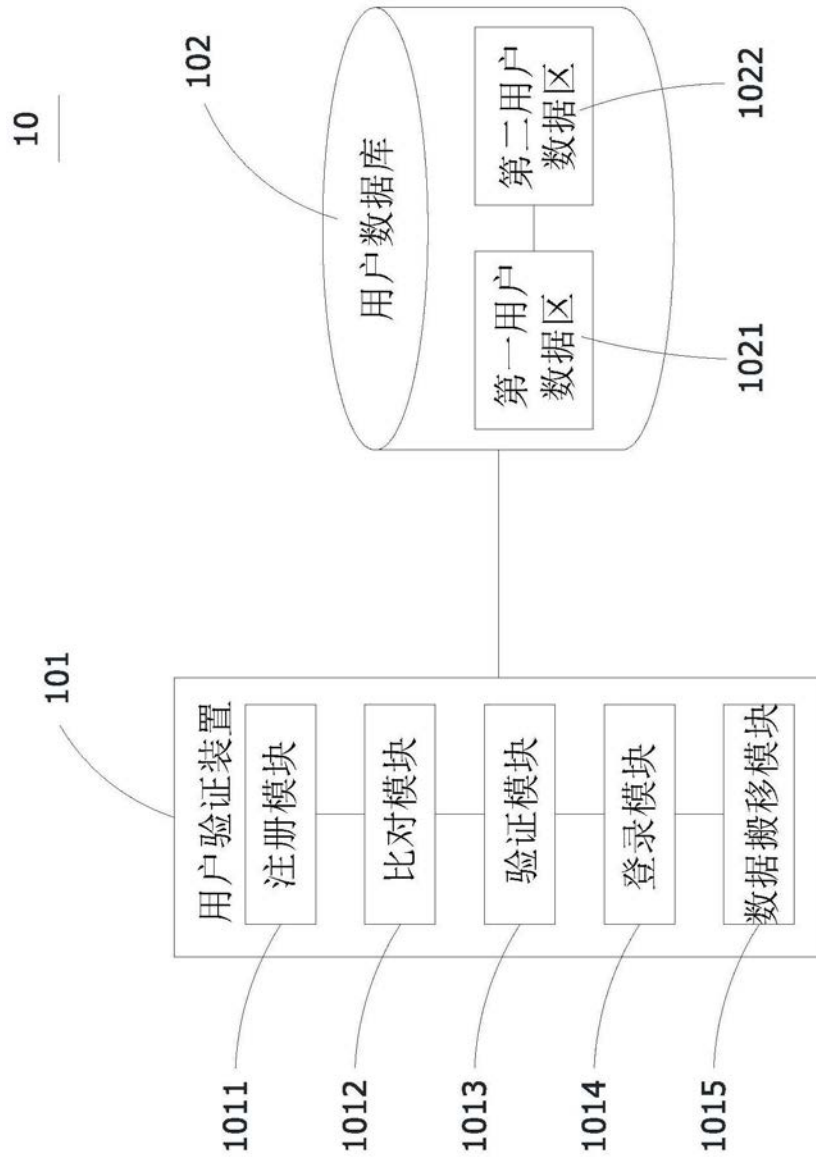 10
101
用户验证装置
1011
注册模块
1012
比对模块
1013
验证模块
1014
登录模块
1015
数据搬移模块
102
用户数据库
第一用户
数据区
1021
第二用户
数据区
1022